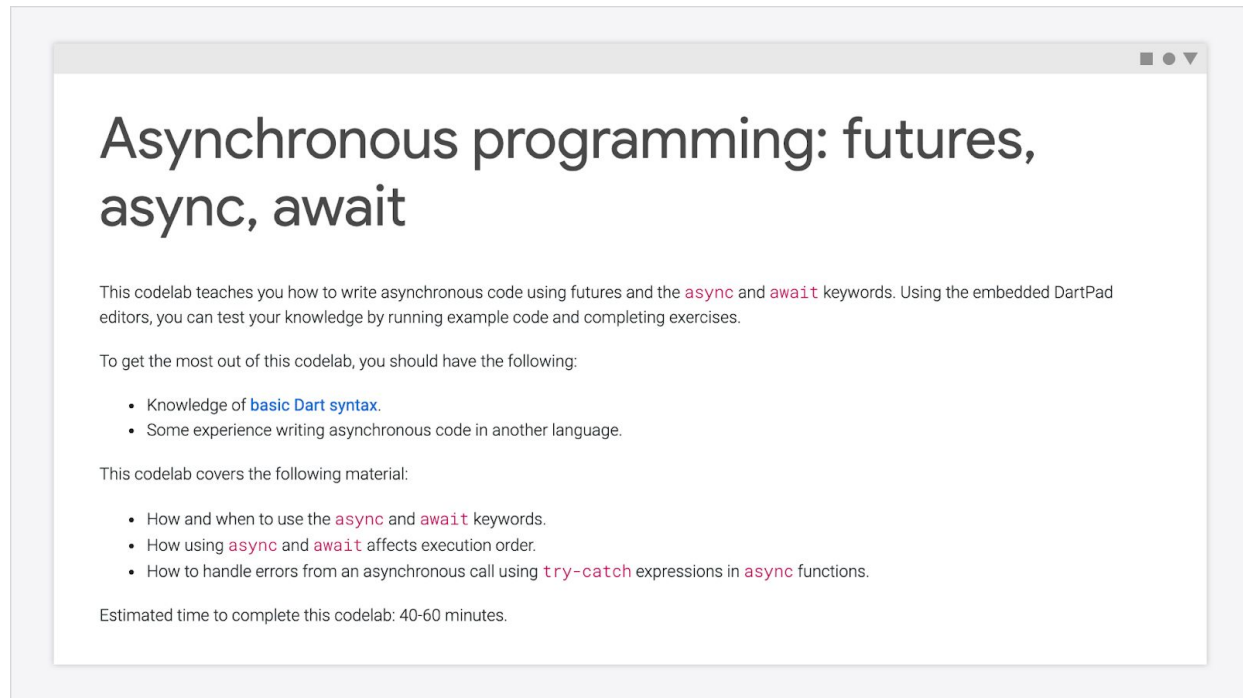 Asynchronous programming: futures,
async, await
This codelab teaches you how to write asynchronous code using futures and the async and await keywords. Using the embedded DartPad
editors, you can test your knowledge by running example code and completing exercises.
To get the most out of this codelab, you should have the following:
• Knowledge of basic Dart syntax.
• Some experience writing asynchronous code in another language.
This codelab covers the following material:
• How and when to use the async and await keywords.
• How using async and await affects execution order.
• How to handle errors from an asynchronous call using try-catch expressions in async functions.
Estimated time to complete this codelab: 40-60 minutes.